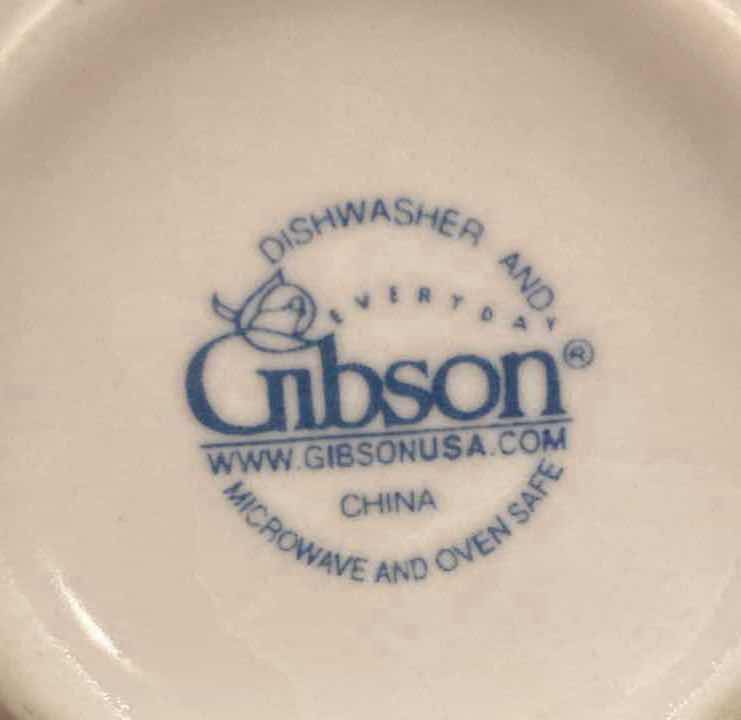 DISHWASHER AND
EVERYDAY
Gibson®
WWW.GIBSONUSA.COM
CHINA
MICROWAVE AND OVEN SAFE